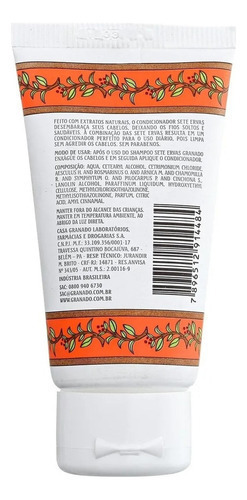 FEITO COM EXTRATOS NATURAIS, O CONDICIONADOR SETE ERVAS
DESEMBARAÇA SEUS CABELOS, DEIXANDO OS FIOS SOLTOS E
SAUDÁVEIS. A COMBINAÇÃO DAS SETE ERVAS RESULTA EM UM
CONDICIONADOR PERFEITO PARA O USO DIÁRIO, POIS LIMPA
SEM AGREDIR OS CABELOS. SEM PARABENOS.
MODO DE USAR: APÓS O USO DO SHAMPOO SETE ERVAS GRANADO
ENXÁGUE OS CABELOS E EM SEGUIDA APLIQUE O CONDICIONADOR.
COMPOSIÇÃO: AQUA, CETEARYL ALCOHOL, CETRIMONIUM CHLORIDE,
AESCULUS H. AND ROSMARINUS O. AND ARNICA M. AND CHAMOMILLA
R. AND SYMPHYTUM O. AND PILOCARPUS P. AND CINCHONA S.,
LANOLIN ALCOHOL, PARAFFINUM LIQUIDUM, HYDROXYETHYL
CELLULOSE, METHYLCHLOROISOTHIAZOLINONE,
METHYLISOTHIAZOLINONE, PARFUM, CITRIC
ACID, AMYL CINNAMAL.
MANTER FORA DO ALCANCE DAS CRIANÇAS.
MANTER EM TEMPERATURA AMBIENTE, AO
ABRIGO DA LUZ DIRETA.
CASA GRANADO LABORATÓRIOS,
FARMÁCIAS E DROGARIAS S.A.
C.N.P.J. M.F: 33.109.356/0001-17
TRAVESSA QUINTINO BOCAIÚVA, 687
BELÉM - PA RESP. TÉCNICO: JURANDIR
M. BRITO - CRF RJ: 14871 - RES.ANVISA
Nº 343/05 - AUT.M.S.: 2.00116-9
INDÚSTRIA BRASILEIRA
SAC: 0800 940 6730
SAC@GRANADO.COM.BR
WWW.GRANADO.COM.BR
7 896512 914484